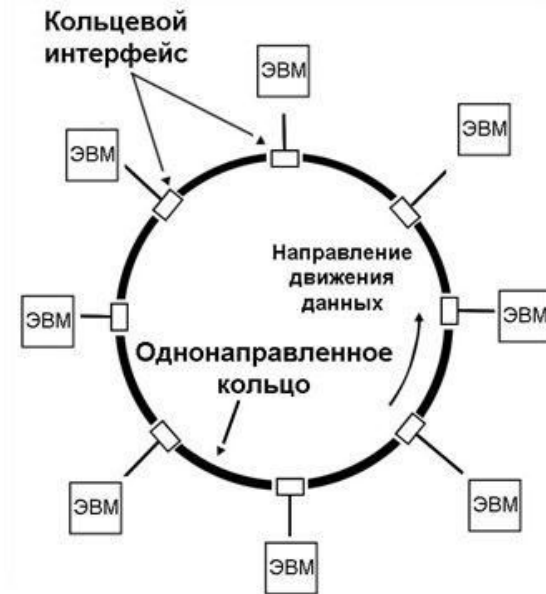 Кольцевой
интерфейс
ЭВМ
ЭВМ
ЭВМ
Направление
движения
данных
ЭВМ
ЭВМ
Однонаправленное
кольцо
ЭВМ
ЭВМ
ЭВМ